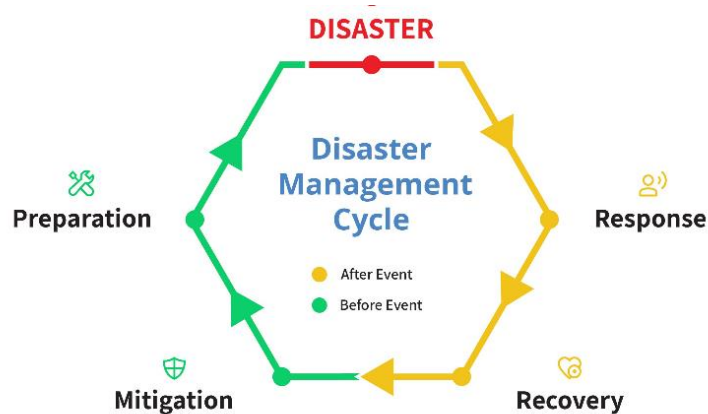 DISASTER
Disaster
Management
Cycle
Preparation
Response
After Event
Before Event
Mitigation
Recovery